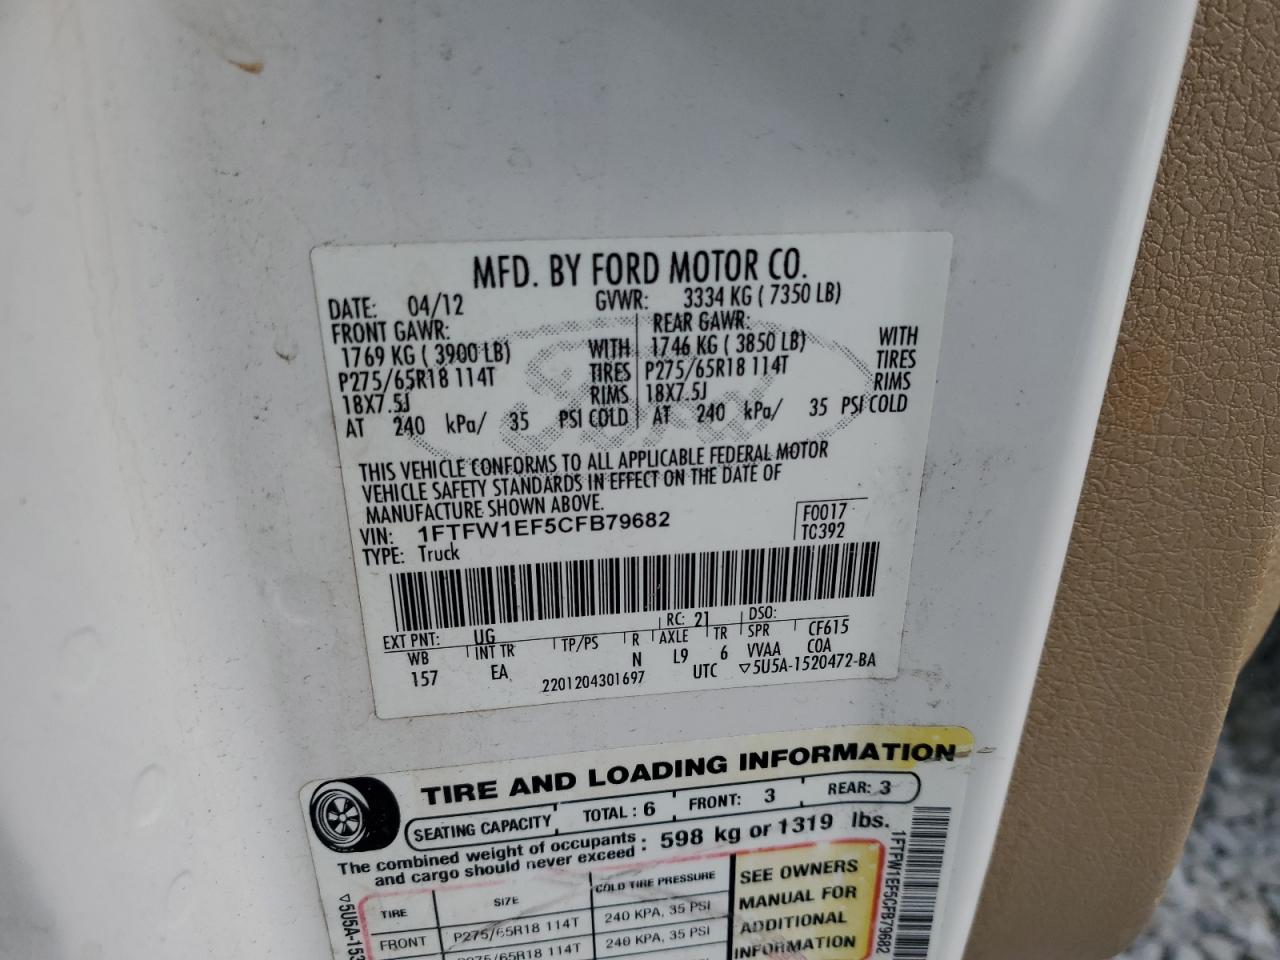 MFD. BY FORD MOTOR CO.
DATE: 04/12 GVWR: 3334 KG ( 7350 LB)
FRONT GAWR: REAR GAWR:
1769 KG ( 3900 LB) WITH 1746 KG ( 3850 LB) WITH
P275/65R18 114T TIRES P275/65R18 114T TIRES
18X7.5J RIMS 18X7.5J RIMS
AT 240 kPa/ 35 PSI COLD AT 240 kPa/ 35 PSI COLD
Ford
THIS VEHICLE CONFORMS TO ALL APPLICABLE FEDERAL MOTOR
VEHICLE SAFETY STANDARDS IN EFFECT ON THE DATE OF
MANUFACTURE SHOWN ABOVE.
VIN: 1FTFW1EF5CFB79682 F0017
TYPE: Truck TC392
EXT PNT: UG RC: 21 DSO:
WB INT TR TP/PS R AXLE TR SPR CF615
157 EA N L9 6 VVAA COA
2201204301697 UTC ▽5U5A-1520472-BA
TIRE AND LOADING INFORMATION
SEATING CAPACITY TOTAL : 6 FRONT: 3 REAR: 3
The combined weight of occupants
and cargo should never exceed : 598 kg or 1319 lbs.
TIRE SIZE COLD TIRE PRESSURE
FRONT P275/65R18 114T 240 KPA, 35 PSI
P275/65R18 114T 240 KPA, 35 PSI
SEE OWNERS
MANUAL FOR
ADDITIONAL
INFORMATION
1FTFW1EF5CFB79682
▽5U5A-153